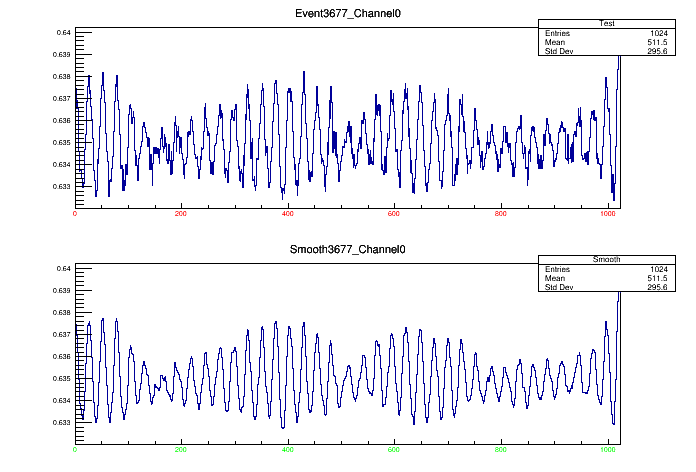 Event3677_Channel0
Test
Entries 1024
Mean 511.5
Std Dev 295.6
0.64
0.639
0.638
0.637
0.636
0.635
0.634
0.633
0 200 400 600 800 1000
Smooth3677_Channel0
Smooth
Entries 1024
Mean 511.5
Std Dev 295.6
0.64
0.639
0.638
0.637
0.636
0.635
0.634
0.633
0 200 400 600 800 1000